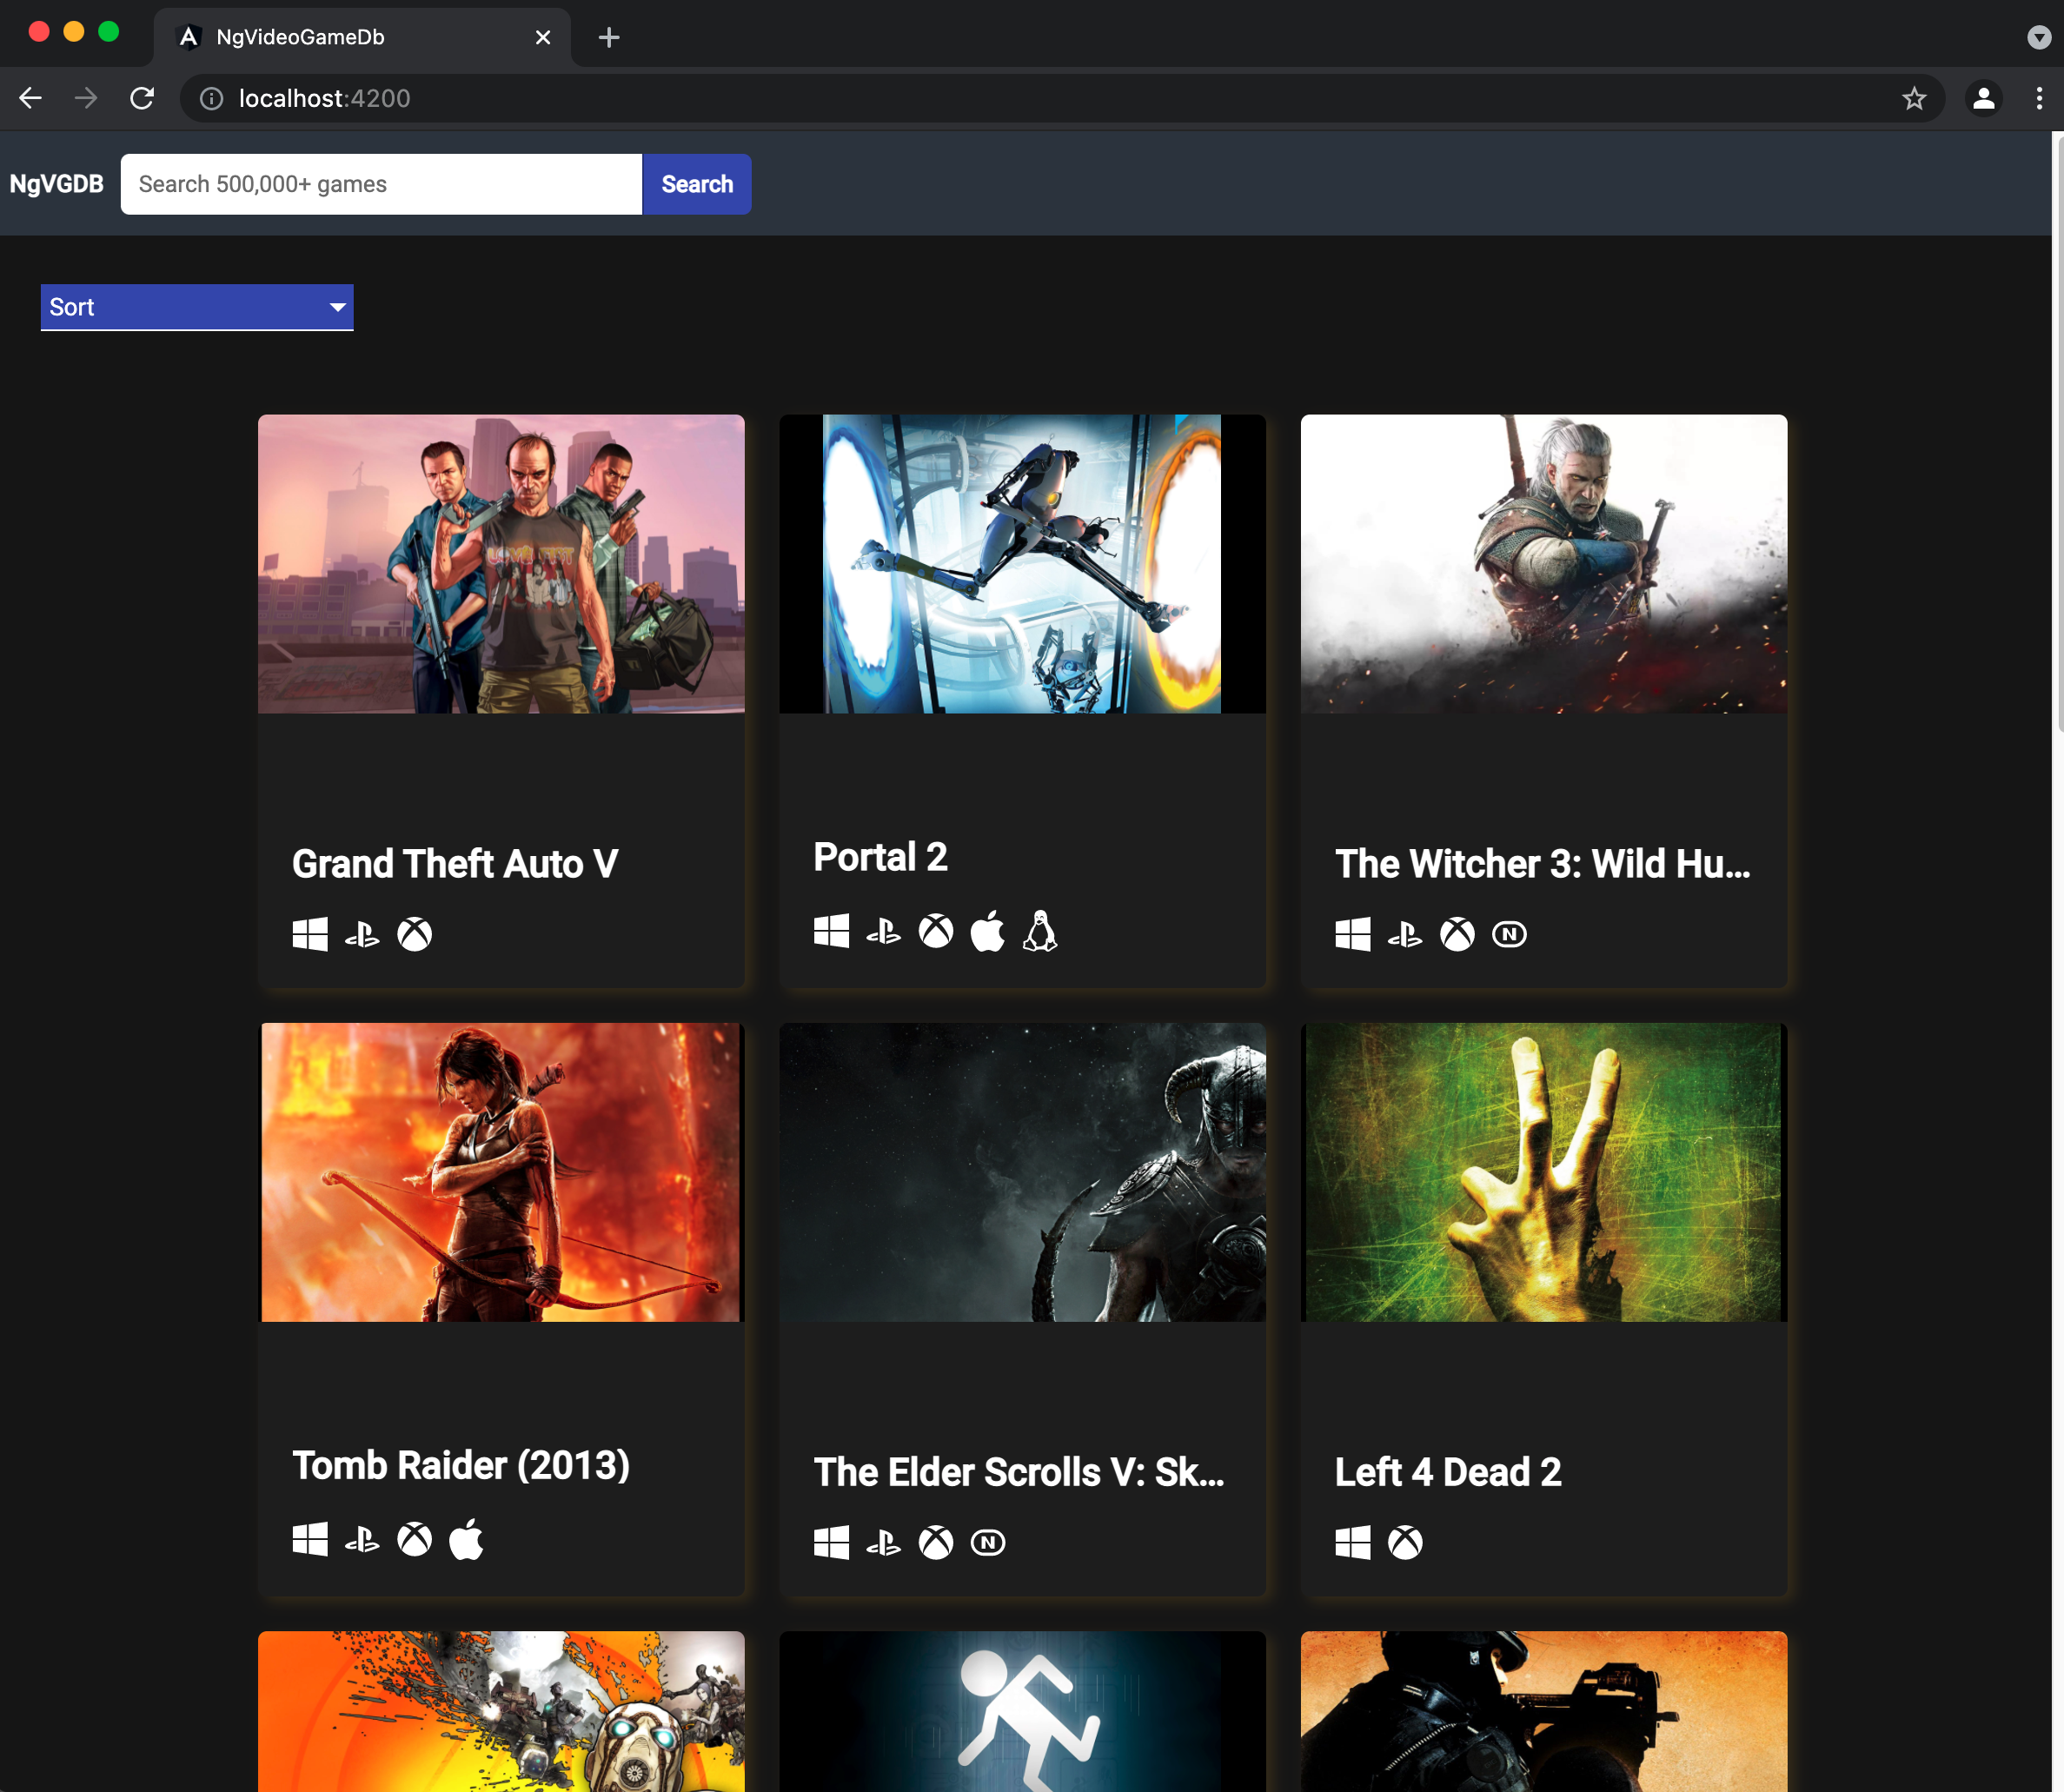 NgVideoGameDb
localhost:4200
NgVGDB
Search 500,000+ games
Search
Sort
Grand Theft Auto V
Portal 2
The Witcher 3: Wild Hu...
Tomb Raider (2013)
The Elder Scrolls V: Sk...
Left 4 Dead 2